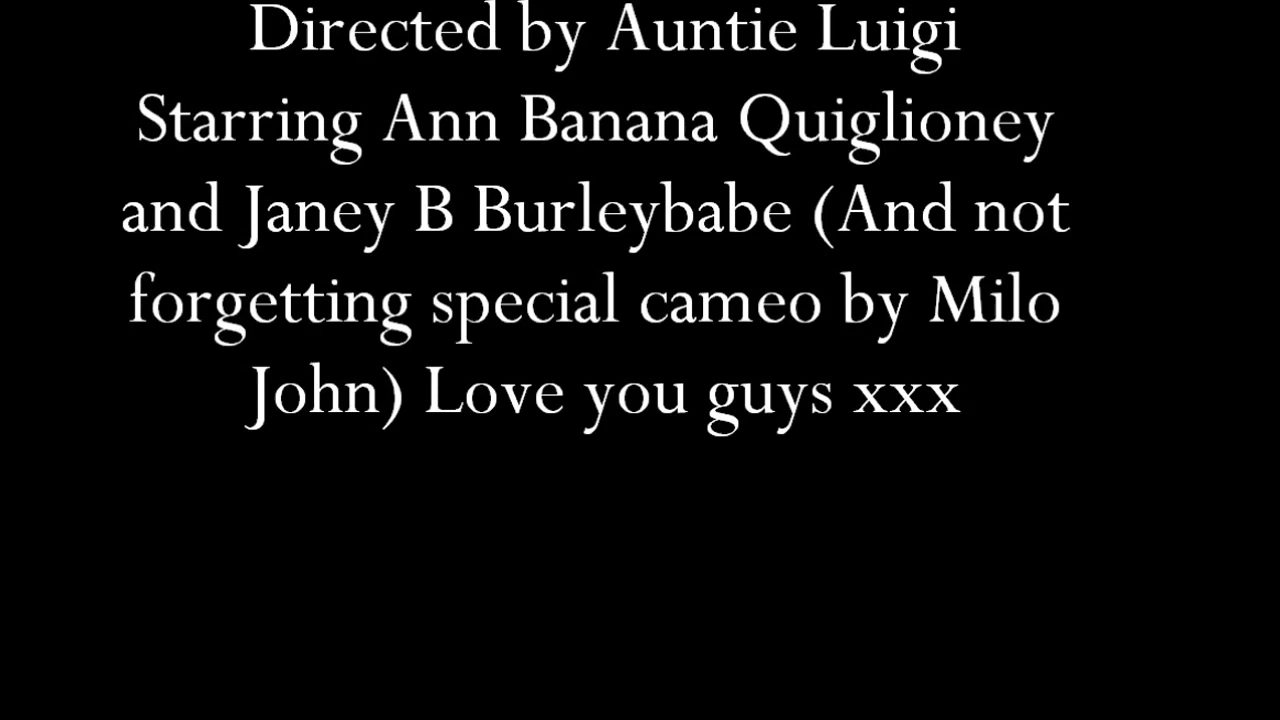 Directed by Auntie Luigi
Starring Ann Banana Quiglioney
and Janey B Burleybabe (And not
forgetting special cameo by Milo
John) Love you guys xxx